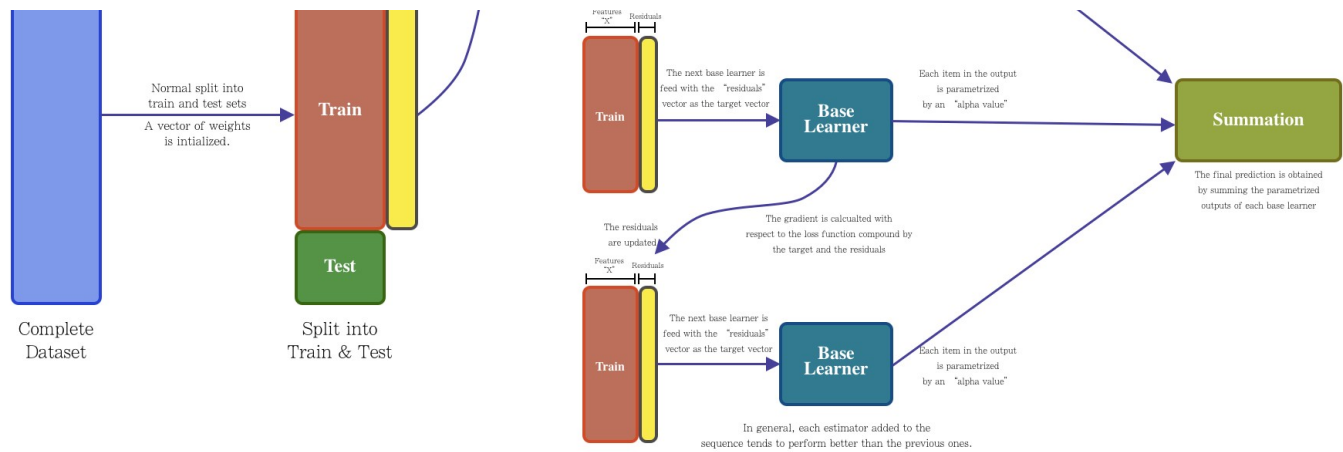 Normal split into
train and test sets
A vector of weights
is intialized.
Complete
Dataset
Train
Test
Split into
Train & Test
Features
"X"
Residuals
Train
The next base learner is
feed with the "residuals"
vector as the target vector
Base
Learner
Each item in the output
is parametrized
by an "alpha value"
Summation
The final prediction is obtained
by summing the parametrized
outputs of each base learner
The gradient is calcualted with
respect to the loss function compound by
the target and the residuals
The residuals
are updated
Features
"X"
Residuals
Train
The next base learner is
feed with the "residuals"
vector as the target vector
Base
Learner
Each item in the output
is parametrized
by an "alpha value"
In general, each estimator added to the
sequence tends to perform better than the previous ones.